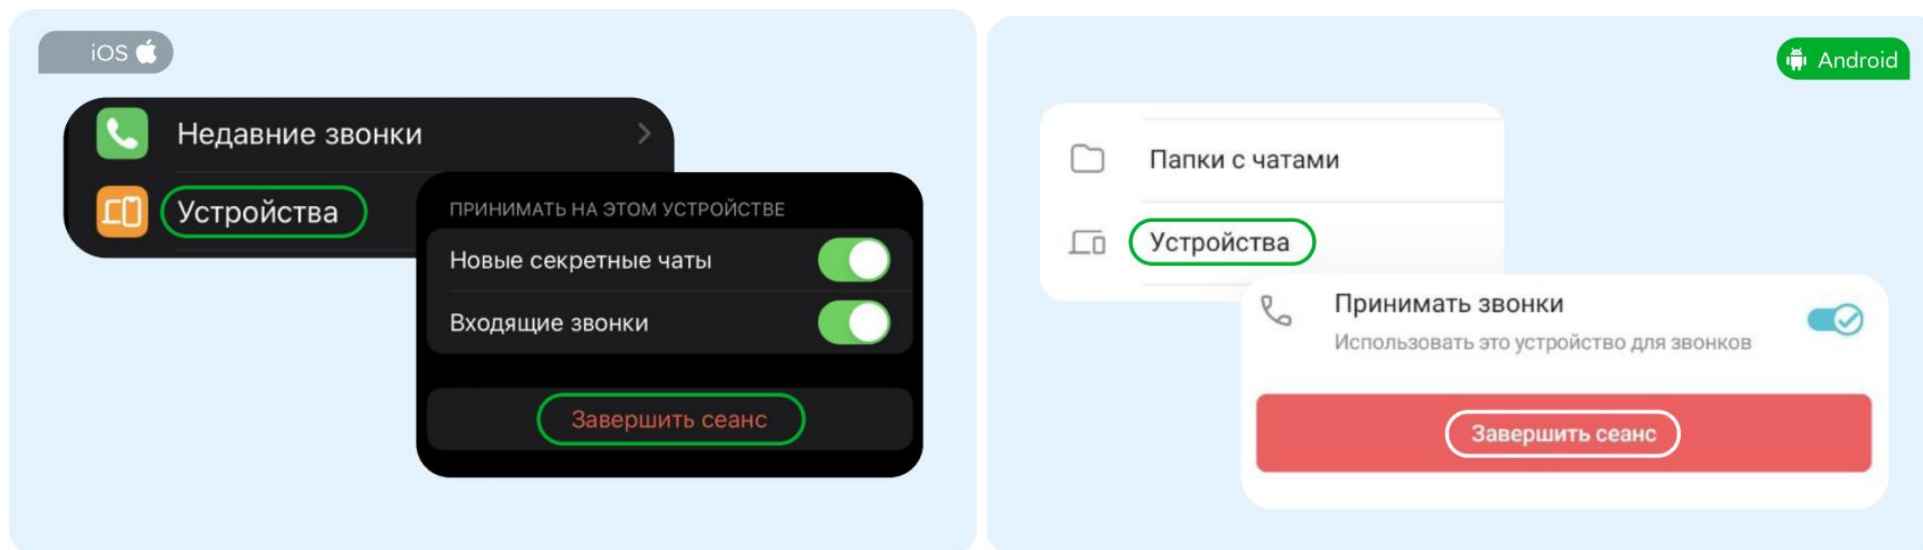 iOS
Недавние звонки
Устройства
ПРИНИМАТЬ НА ЭТОМ УСТРОЙСТВЕ
Новые секретные чаты
Входящие звонки
Завершить сеанс
Android
Папки с чатами
Устройства
Принимать звонки
Использовать это устройство для звонков
Завершить сеанс